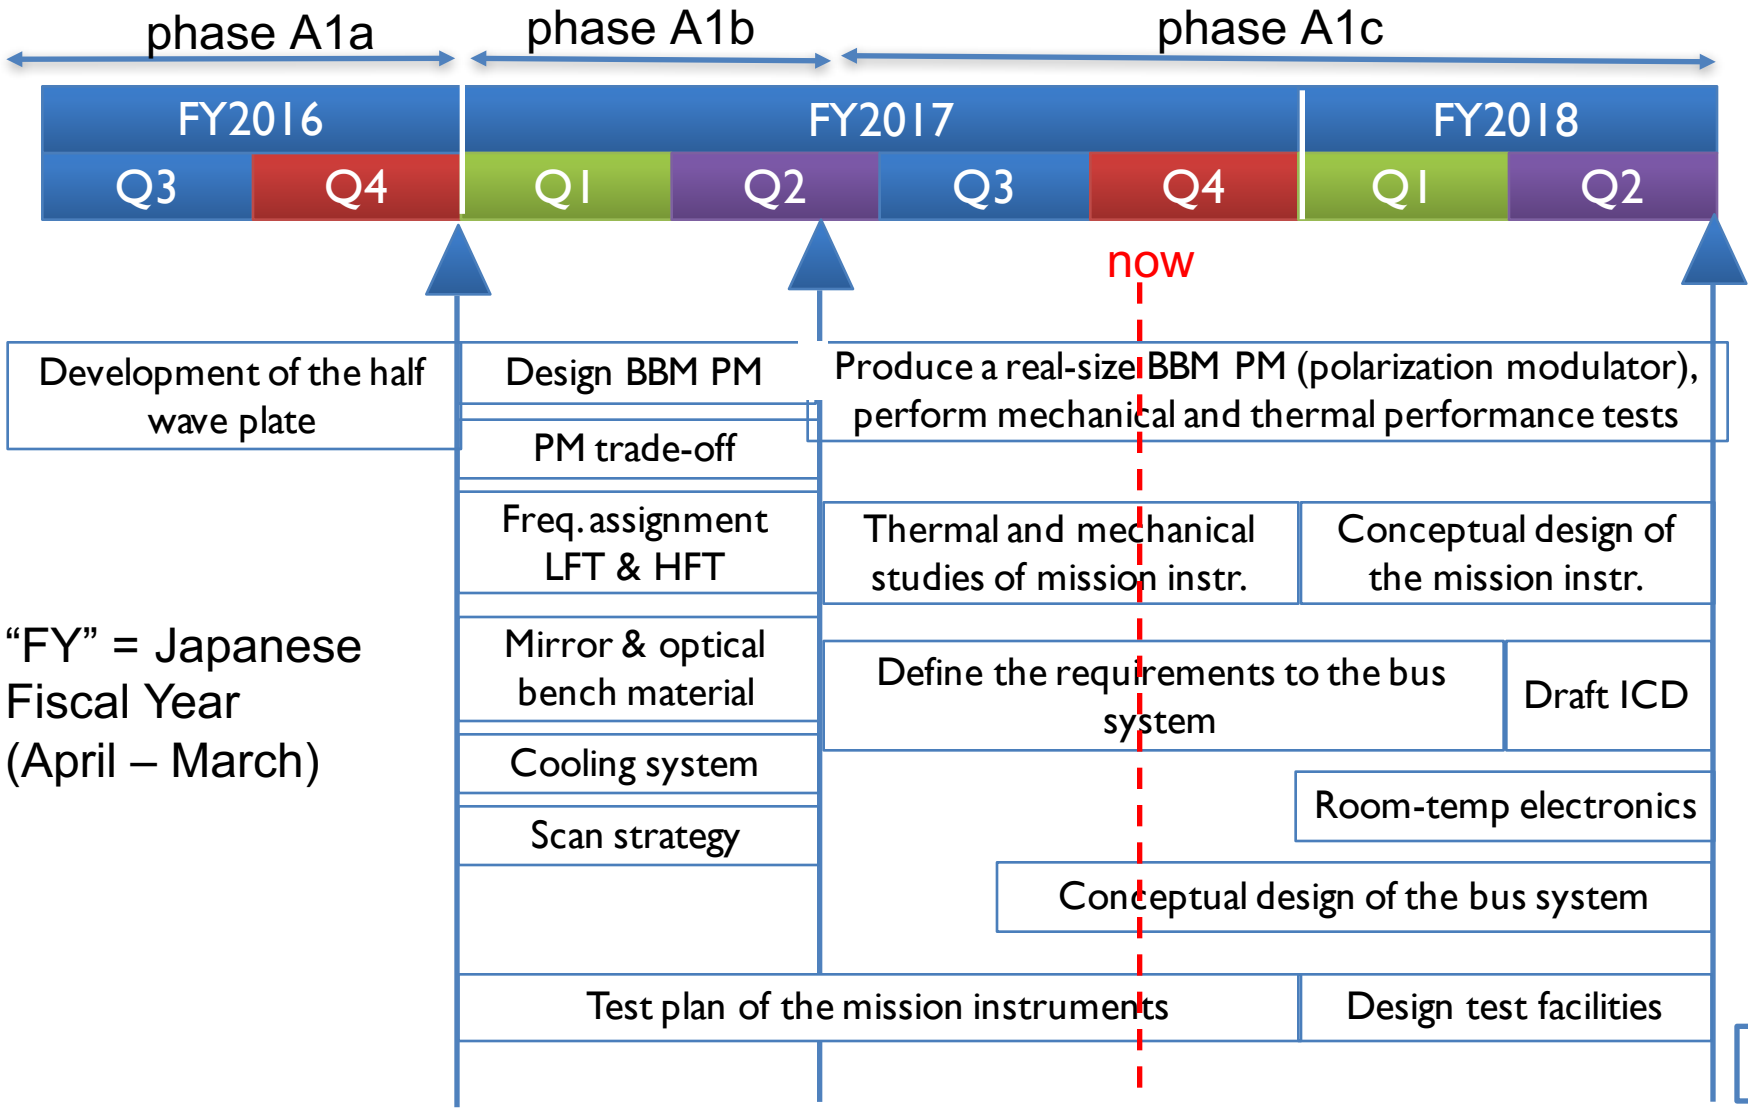 phase A1a
phase A1b
phase A1c
FY2016
FY2017
FY2018
Q3
Q4
Q1
Q2
Q3
Q4
Q1
Q2
now
Development of the half
wave plate
Design BBM PM
Produce a real-size BBM PM (polarization modulator),
perform mechanical and thermal performance tests
PM trade-off
Freq. assignment
LFT & HFT
Thermal and mechanical
studies of mission instr.
Conceptual design of
the mission instr.
“FY” = Japanese
Fiscal Year
(April – March)
Mirror & optical
bench material
Define the requirements to the bus
system
Draft ICD
Cooling system
Room-temp electronics
Scan strategy
Conceptual design of the bus system
Test plan of the mission instruments
Design test facilities